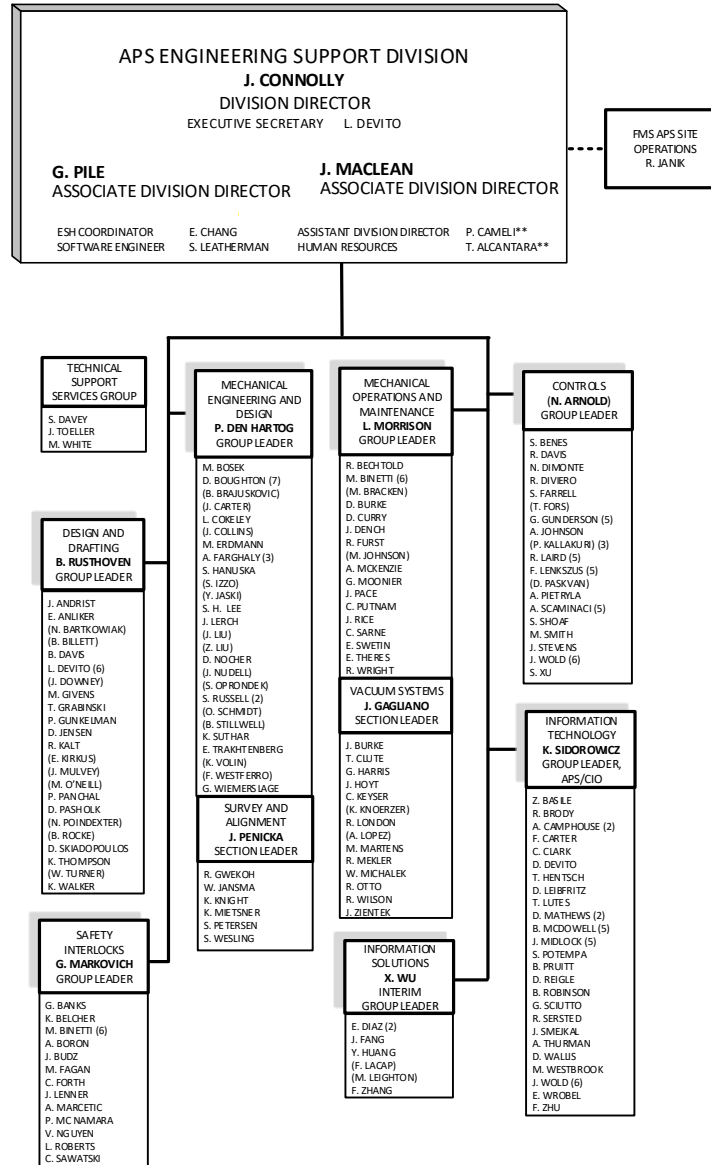 APS ENGINEERING SUPPORT DIVISION
J. CONNOLLY
DIVISION DIRECTOR
EXECUTIVE SECRETARY L. DEVITO
G. PILE
ASSOCIATE DIVISION DIRECTOR
J. MACLEAN
ASSOCIATE DIVISION DIRECTOR
ESH COORDINATOR E. CHANG ASSISTANT DIVISION DIRECTOR P. CAMELI**
SOFTWARE ENGINEER S. LEATHERMAN HUMAN RESOURCES T. ALCANTARA**
FMS APS SITE
OPERATIONS
R. JANIK
TECHNICAL
SUPPORT
SERVICES GROUP
S. DAVEY
J. TOELLER
M. WHITE
DESIGN AND
DRAFTING
B. RUSTHOVEN
GROUP LEADER
J. ANDRIST
E. ANLIKER
(N. BARTKOWIAK)
(B. BILLETT)
B. DAVIS
L. DEVITO (6)
(J. DOWNEY)
M. GIVENS
T. GRABINSKI
P. GUNKELMAN
D. JENSEN
R. KALT
(E. KIRKUS)
(J. MULVEY)
(M. O'NEILL)
P. PANCHAL
D. PASHOLK
(N. POINDEXTER)
(B. ROCKE)
D. SKIADOPOULOS
K. THOMPSON
(W. TURNER)
K. WALKER
SAFETY
INTERLOCKS
G. MARKOVICH
GROUP LEADER
G. BANKS
K. BELCHER
M. BINETTI (6)
A. BORON
J. BUDZ
M. FAGAN
C. FORTH
J. LENNER
A. MARCETIC
P. MC NAMARA
V. NGUYEN
L. ROBERTS
C. SAWATSKI
MECHANICAL
ENGINEERING AND
DESIGN
P. DEN HARTOG
GROUP LEADER
M. BOSEK
D. BOUGHTON (7)
(B. BRAJUSKOVIC)
(J. CARTER)
L. COKELEY
(J. COLLINS)
M. ERDMANN
A. FARGHALY (3)
S. HANUSKA
(S. IZZO)
(Y. JASKI)
S. H. LEE
J. LERCH
(J. LIU)
(Z. LIU)
D. NOCHER
(J. NUDELL)
(S. OPRONDEK)
S. RUSSELL (2)
(O. SCHMIDT)
(B. STILLWELL)
K. SUTHAR
E. TRAKHTENBERG
(K. VOLIN)
(F. WESTFERRO)
G. WIEMERSLAGE
SURVEY AND
ALIGNMENT
J. PENICKA
SECTION LEADER
R. GWEKOH
W. JANSMA
K. KNIGHT
K. MIETSNER
S. PETERSEN
S. WESLING
MECHANICAL
OPERATIONS AND
MAINTENANCE
L. MORRISON
GROUP LEADER
R. BECHTOLD
M. BINETTI (6)
(M. BRACKEN)
D. BURKE
D. CURRY
J. DENCH
R. FURST
(M. JOHNSON)
A. MCKENZIE
G. MOONIER
J. PACE
C. PUTNAM
J. RICE
C. SARNE
E. SWETIN
E. THERES
R. WRIGHT
VACUUM SYSTEMS
J. GAGLIANO
SECTION LEADER
J. BURKE
T. CLUTE
G. HARRIS
J. HOYT
C. KEYSER
(K. KNOERZER)
R. LONDON
(A. LOPEZ)
M. MARTENS
R. MEKLER
W. MICHALEK
R. OTTO
R. WILSON
J. ZIENTEK
INFORMATION
SOLUTIONS
X. WU
INTERIM
GROUP LEADER
E. DIAZ (2)
J. FANG
Y. HUANG
(F. LACAP)
(M. LEIGHTON)
F. ZHANG
CONTROLS
(N. ARNOLD)
GROUP LEADER
S. BENES
R. DAVIS
N. DIMONTE
R. DIVIERO
S. FARRELL
(T. FORS)
G. GUNDERSON (5)
A. JOHNSON
(P. KALLAKURI) (3)
R. LAIRD (5)
F. LENKSZUS (5)
(D. PASKVAN)
A. PIETRYLA
A. SCAMINACI (5)
S. SHOAF
M. SMITH
J. STEVENS
J. WOLD (6)
S. XU
INFORMATION
TECHNOLOGY
K. SIDOROWICZ
GROUP LEADER,
APS/CIO
Z. BASILE
R. BRODY
A. CAMPHOUSE (2)
F. CARTER
C. CLARK
D. DEVITO
T. HENTSCH
D. LEIBFRITZ
T. LUTES
D. MATHEWS (2)
B. MCDOWELL (5)
J. MIDLOCK (5)
S. POTEMPA
B. PRUITT
D. REIGLE
B. ROBINSON
G. SCIUTTO
R. SERSTED
J. SMEJKAL
A. THURMAN
D. WALLIS
M. WESTBROOK
J. WOLD (6)
E. WROBEL
F. ZHU